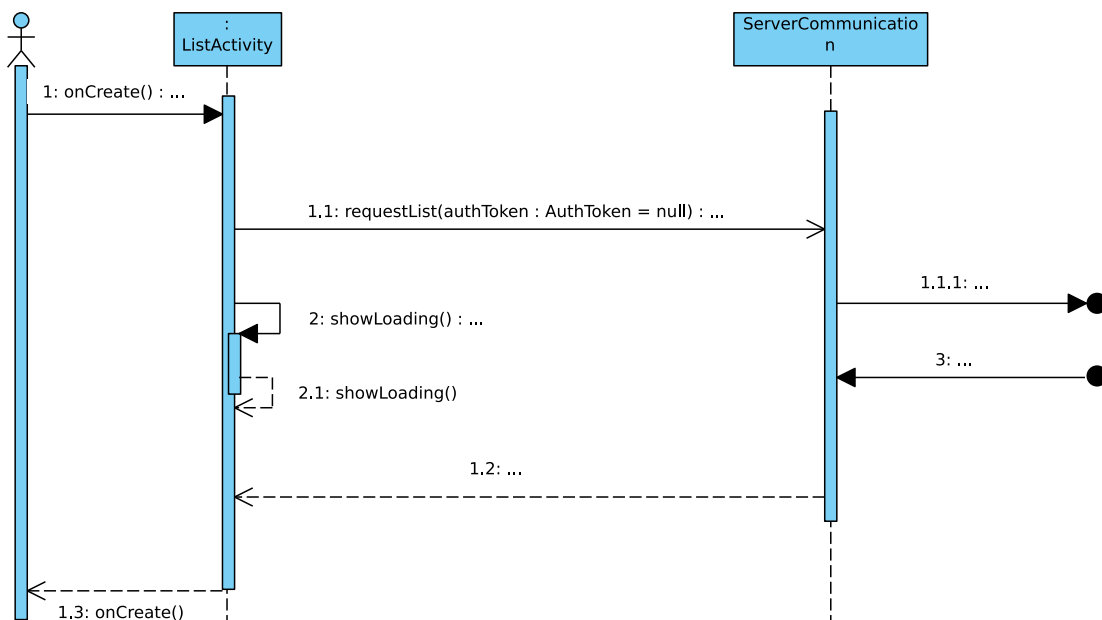 :
ListActivity
ServerCommunicatio
n
1: onCreate() : ...
1.1: requestList(authToken : AuthToken = null) : ...
1.1.1: ...
2: showLoading() : ...
3: ...
2.1: showLoading()
1.2: ...
1.3: onCreate()